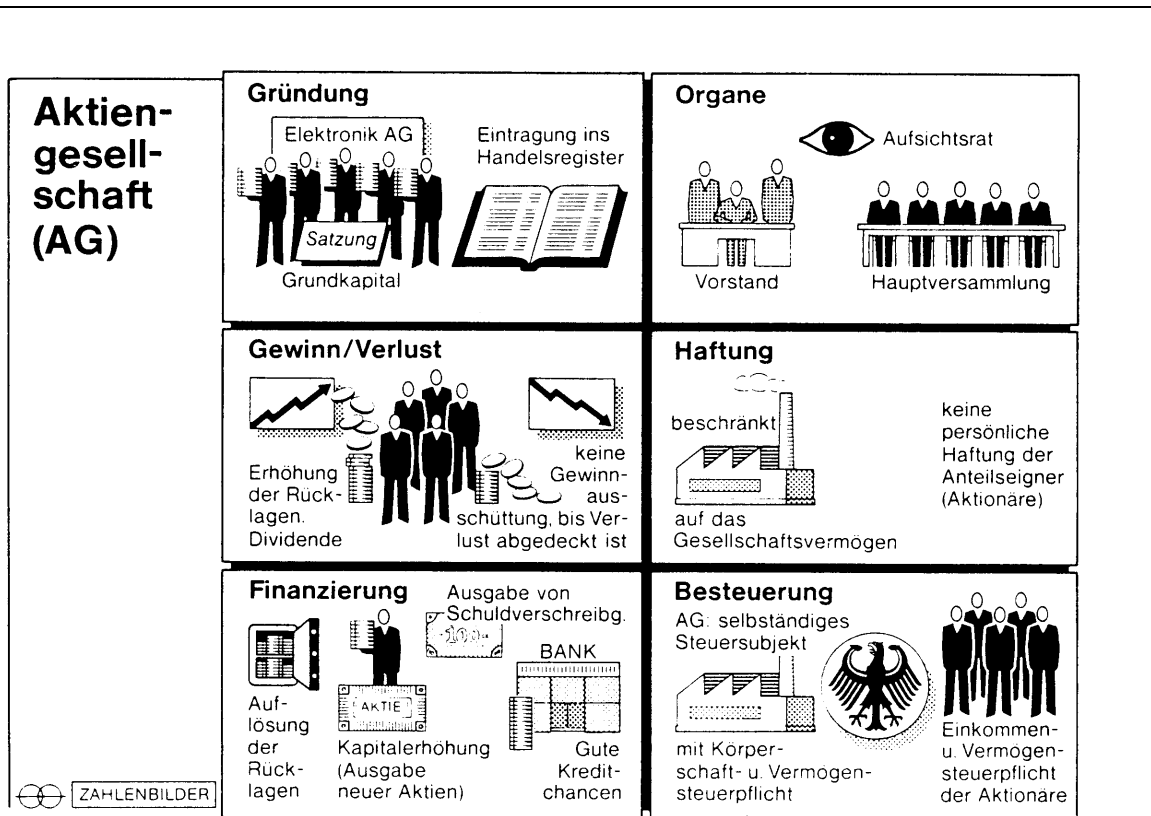 Aktien-
gesell-
schaft
(AG)
Gründung
Elektronik AG
Satzung
Grundkapital
Eintragung ins
Handelsregister
Organe
Aufsichtsrat
Vorstand
Hauptversammlung
Gewinn/Verlust
Erhöhung
der Rück-
lagen.
Dividende
keine
Gewinn-
aus-
schüttung, bis Ver-
lust abgedeckt ist
Haftung
beschränkt
auf das
Gesellschaftsvermögen
keine
persönliche
Haftung der
Anteilseigner
(Aktionäre)
Finanzierung
Auf-
lösung
der
Rück-
lagen
AKTIE
Kapitalerhöhung
(Ausgabe
neuer Aktien)
Ausgabe von
Schuldverschreibg.
-100.-
BANK
Gute
Kredit-
chancen
Besteuerung
AG: selbständiges
Steuersubjekt
mit Körper-
schaft- u. Vermögen-
steuerpflicht
Einkommen-
u. Vermögen-
steuerpflicht
der Aktionäre
ZAHLENBILDER